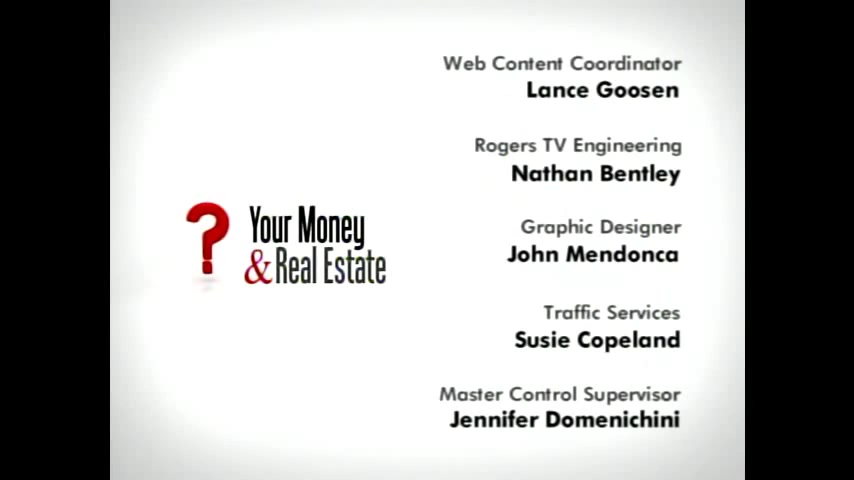 Web Content Coordinator
Lance Goosen
Rogers TV Engineering
Nathan Bentley
Graphic Designer
John Mendonca
Traffic Services
Susie Copeland
Master Control Supervisor
Jennifer Domenichini
? Your Money
& Real Estate